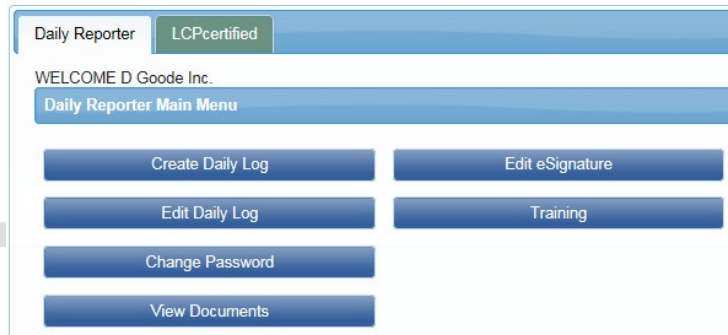 Daily Reporter LCPcertified
WELCOME D Goode Inc.
Daily Reporter Main Menu
Create Daily Log Edit eSignature
Edit Daily Log Training
Change Password
View Documents